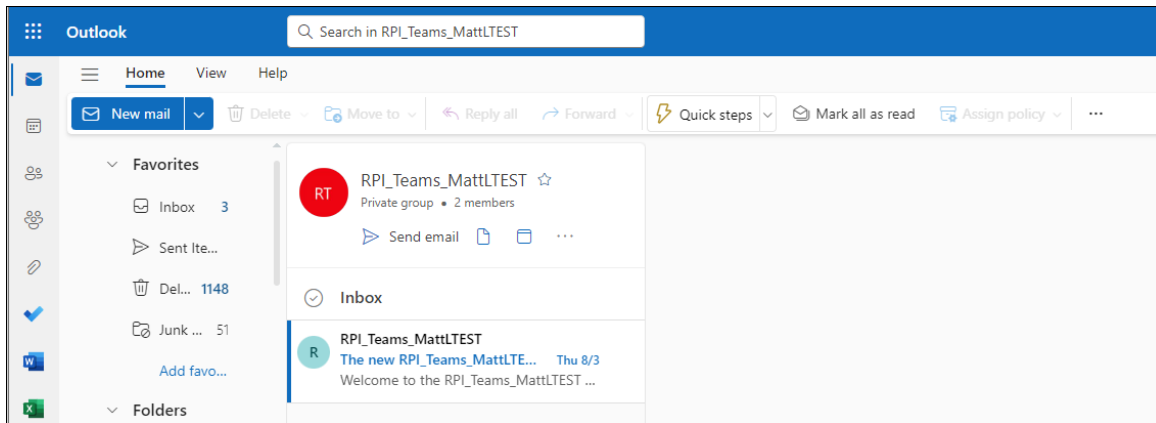 Outlook
Search in RPI_Teams_MattLTEST
Home View Help
New mail Delete Move to Reply all Forward Quick steps Mark all as read Assign policy ...
Favorites
Inbox 3
Sent Ite...
Del... 1148
Junk ... 51
Add favo...
Folders
RT
RPI_Teams_MattLTEST
Private group • 2 members
Send email ...
Inbox
R
RPI_Teams_MattLTEST
The new RPI_Teams_MattLTE... Thu 8/3
Welcome to the RPI_Teams_MattLTEST ...